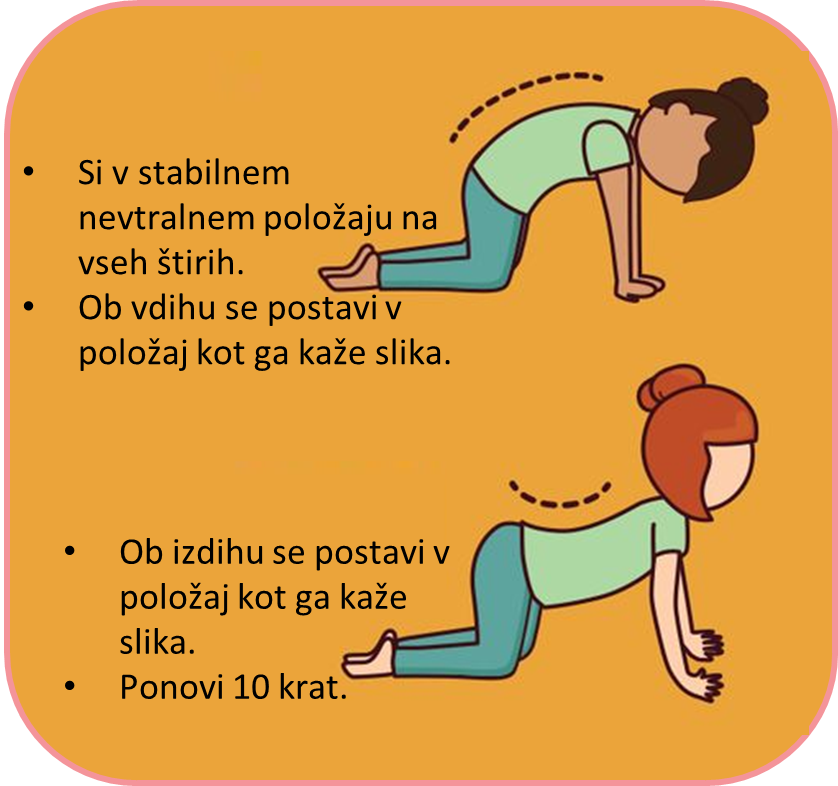 • Si v stabilnem
nevtralnem položaju na
vseh štirih.
• Ob vdihu se postavi v
položaj kot ga kaže slika.
• Ob izdihu se postavi v
položaj kot ga kaže
slika.
• Ponovi 10 krat.